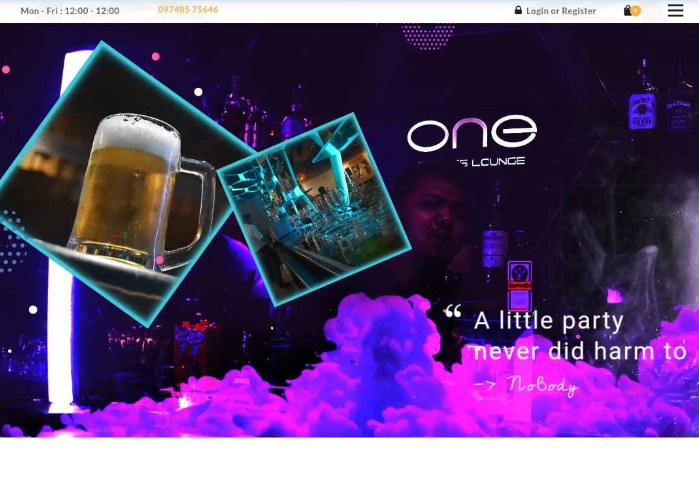 Mon - Fri : 12:00 - 12:00
097485 75646
Login or Register
0
one
LOUNGE
“ A little party
never did harm to
—> NoBody